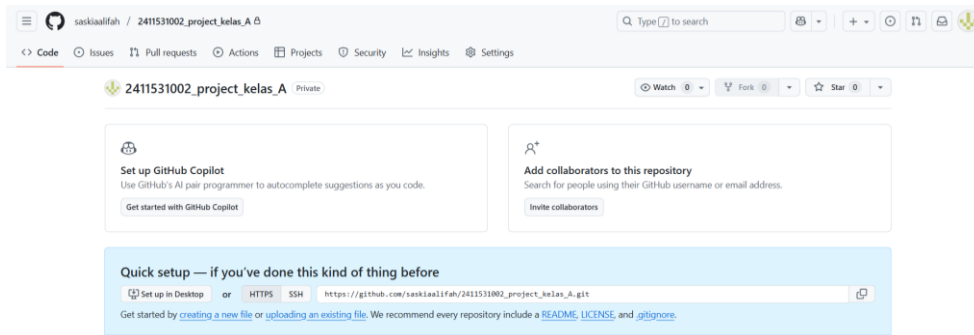 saskiaalifah / 2411531002_project_kelas_A
Type / to search
Code Issues Pull requests Actions Projects Security Insights Settings
2411531002_project_kelas_A Private
Watch 0 Fork 0 Star 0
Set up GitHub Copilot
Use GitHub's AI pair programmer to autocomplete suggestions as you code.
Get started with GitHub Copilot
Add collaborators to this repository
Search for people using their GitHub username or email address.
Invite collaborators
Quick setup — if you've done this kind of thing before
Set up in Desktop or HTTPS SSH https://github.com/saskiaalifah/2411531002_project_kelas_A.git
Get started by creating a new file or uploading an existing file. We recommend every repository include a README, LICENSE, and .gitignore.